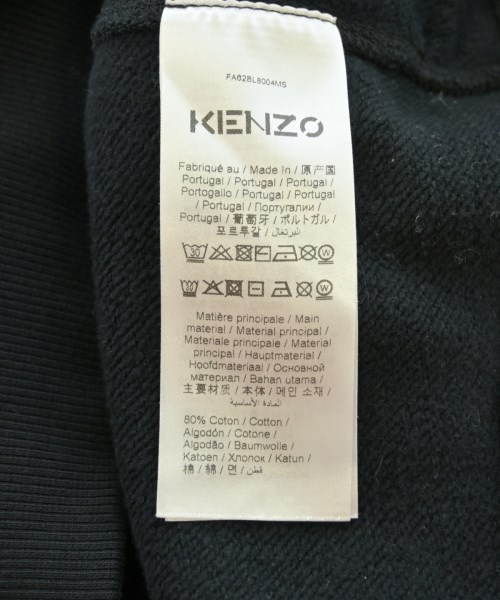 FA62BL8004MS
KENZO
Fabriqué au / Made In / 原产国
Portugal / Portugal / Portugal /
Portogallo / Portugal / Portugal
/ Portugal / Португалии /
Portugal / 葡萄牙 / ポルトガル /
포르투갈 / البرتغال /
Matière principale / Main
material / Material principal /
Materiale principale / Material
principal / Hauptmaterial /
Hoofdmateriaal / Основной
материал / Bahan utama /
主要材质 / 本体 / 메인 소재 /
المادة الأساسية
80% Coton / Cotton /
Algodón / Cotone /
Algodão / Baumwolle /
Katoen / Хлопок / Katun /
棉 / 綿 / 면 / قطن /